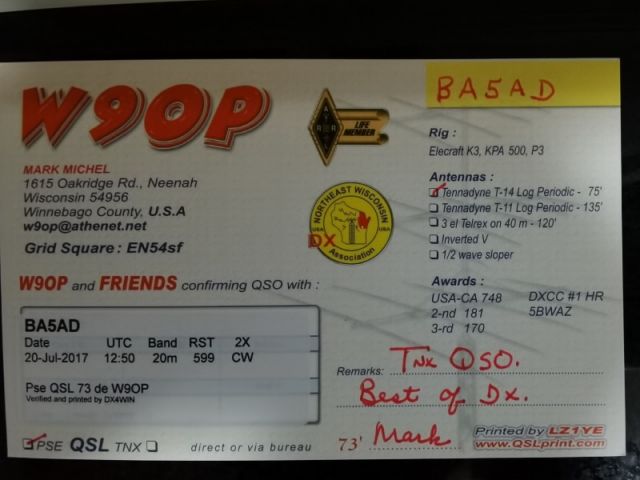 W9OP
BA5AD
ARRL
LIFE
MEMBER
MARK MICHEL
1615 Oakridge Rd., Neenah
Wisconsin 54956
Winnebago County, U.S.A
w9op@athenet.net
Grid Square : EN54sf
NORTHEAST WISCONSIN
USA USA
DX
Association
Rig :
Elecraft K3, KPA 500, P3
Antennas :
Tennadyne T-14 Log Periodic - 75'
Tennadyne T-11 Log Periodic - 135'
3 el Telrex on 40 m - 120'
Inverted V
1/2 wave sloper
Awards :
USA-CA 748 DXCC #1 HR
2-nd 181 5BWAZ
3-rd 170
W9OP and FRIENDS confirming QSO with :
BA5AD
Date UTC Band RST 2X
20-Jul-2017 12:50 20m 599 CW
Pse QSL 73 de W9OP
Verified and printed by DX4WIN
Remarks: TNX QSO.
Best of Dx.
73' Mark
PSE QSL TNX direct or via bureau
Printed by LZ1YE
www.QSLprint.com